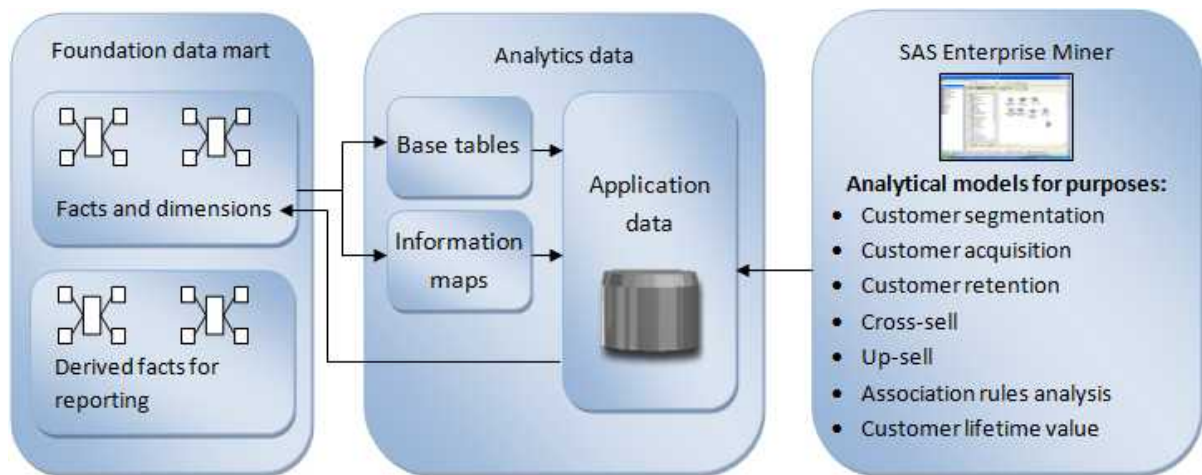 Foundation data mart
Facts and dimensions
Derived facts for
reporting
Analytics data
Base tables
Information
maps
Application
data
SAS Enterprise Miner
Analytical models for purposes:
• Customer segmentation
• Customer acquisition
• Customer retention
• Cross-sell
• Up-sell
• Association rules analysis
• Customer lifetime value